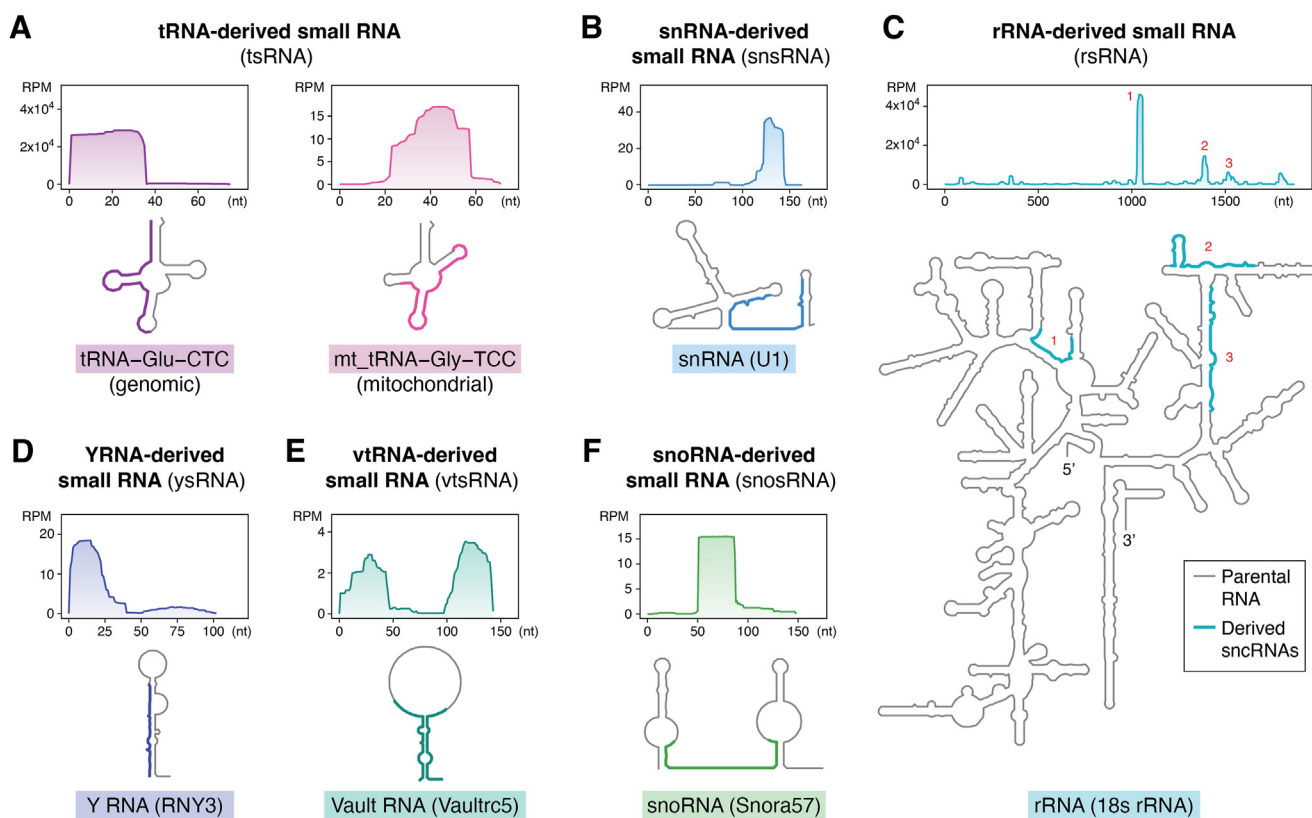 A
tRNA-derived small RNA
(tsRNA)
RPM
4x10⁴
2x10⁴
0
0
20
40
60
(nt)
RPM
15
10
5
0
0
20
40
60
(nt)
tRNA–Glu–CTC
(genomic)
mt_tRNA–Gly–TCC
(mitochondrial)
B
snRNA-derived
small RNA (snsRNA)
RPM
40
20
0
0
50
100
150
(nt)
snRNA (U1)
C
rRNA-derived small RNA
(rsRNA)
RPM
4x10⁴
2x10⁴
0
1
2
3
0
500
1000
1500
(nt)
2
1
3
5’
3’
Parental
RNA
Derived
sncRNAs
rRNA (18s rRNA)
D
YRNA-derived
small RNA (ysRNA)
RPM
20
10
0
0
25
50
75
100
(nt)
Y RNA (RNY3)
E
vtRNA-derived
small RNA (vtsRNA)
RPM
4
2
0
0
50
100
150
(nt)
Vault RNA (Vaultrc5)
F
snoRNA-derived
small RNA (snosRNA)
RPM
15
10
5
0
0
50
100
150
(nt)
snoRNA (Snora57)